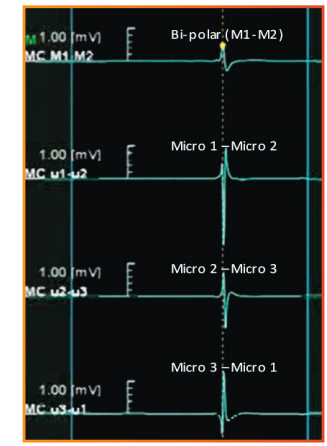 Bi-polar (M1-M2)
M 1.00 [mV]
MC M1-M2
Micro 1 – Micro 2
1.00 [mV]
MC u1-u2
Micro 2 – Micro 3
1.00 [mV]
MC u2-u3
Micro 3 – Micro 1
1.00 [mV]
MC u3-u1